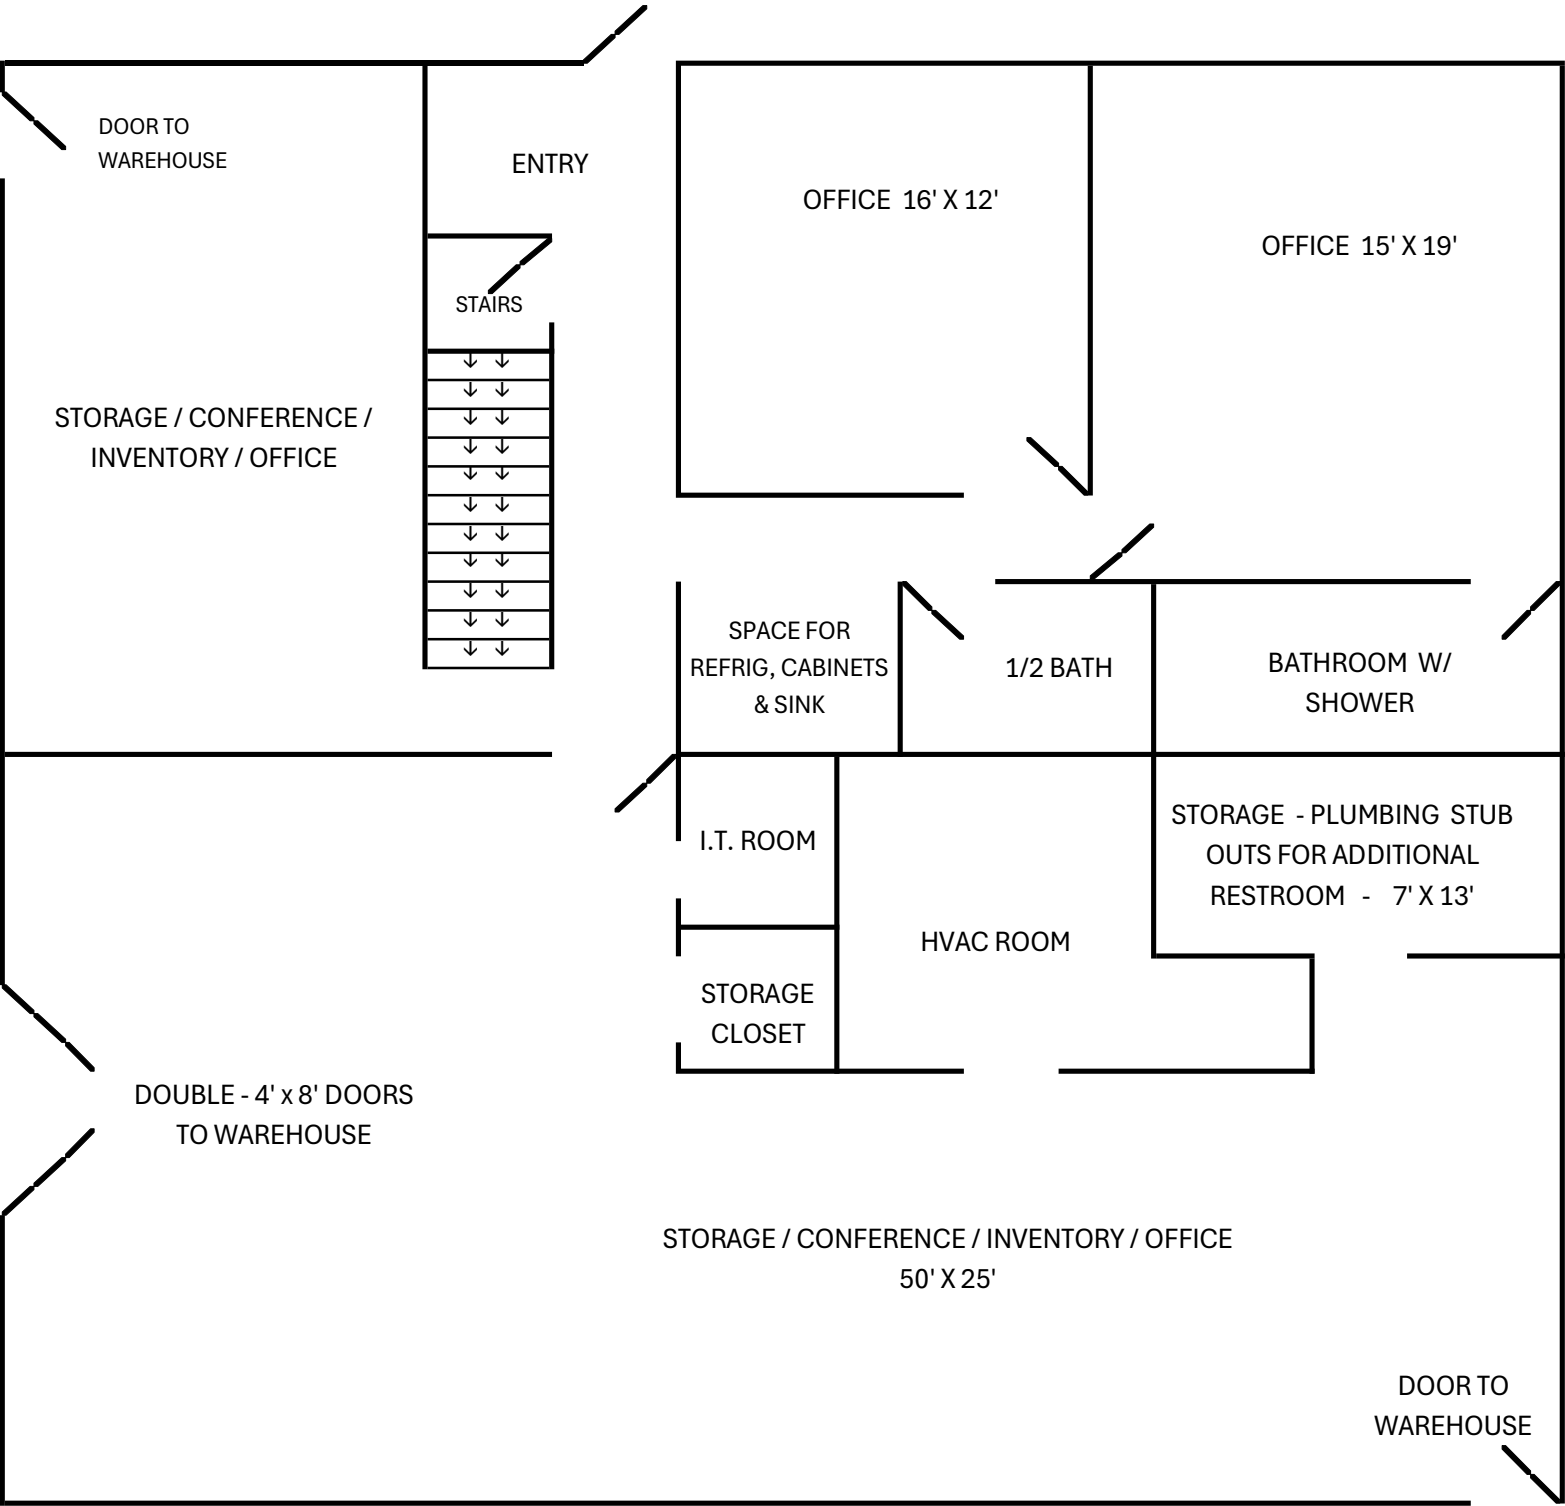 DOOR TO
WAREHOUSE
ENTRY
OFFICE 16' X 12'
OFFICE 15' X 19'
STAIRS
STORAGE / CONFERENCE /
INVENTORY / OFFICE
SPACE FOR
REFRIG, CABINETS
& SINK
1/2 BATH
BATHROOM W/
SHOWER
I.T. ROOM
STORAGE - PLUMBING STUB
OUTS FOR ADDITIONAL
RESTROOM - 7' X 13'
HVAC ROOM
STORAGE
CLOSET
DOUBLE - 4' x 8' DOORS
TO WAREHOUSE
STORAGE / CONFERENCE / INVENTORY / OFFICE
50' X 25'
DOOR TO
WAREHOUSE